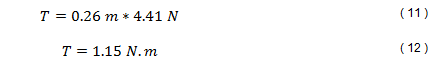 T = 0.26 m * 4.41 N (11)
T = 1.15 N.m (12)